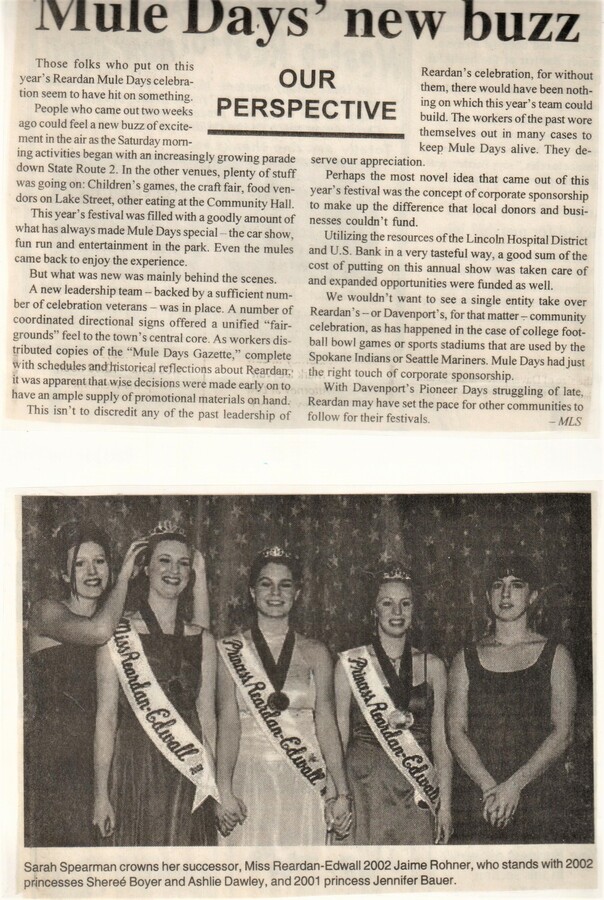 Mule Days' new buzz
Those folks who put on this
year's Reardan Mule Days celebra-
tion seem to have hit on something.
People who came out two weeks
ago could feel a new buzz of excite-
ment in the air as the Saturday morn-
ing activities began with an increasingly growing parade
down State Route 2. In the other venues, plenty of stuff
was going on: Children's games, the craft fair, food ven-
dors on Lake Street, other eating at the Community Hall.
This year's festival was filled with a goodly amount of
what has always made Mule Days special – the car show,
fun run and entertainment in the park. Even the mules
came back to enjoy the experience.
But what was new was mainly behind the scenes.
A new leadership team – backed by a sufficient num-
ber of celebration veterans – was in place. A number of
coordinated directional signs offered a unified "fair-
grounds" feel to the town's central core. As workers dis-
tributed copies of the "Mule Days Gazette," complete
with schedules and historical reflections about Reardan,
it was apparent that wise decisions were made early on to
have an ample supply of promotional materials on hand.
This isn't to discredit any of the past leadership of
OUR
PERSPECTIVE
Reardan's celebration, for without
them, there would have been noth-
ing on which this year's team could
build. The workers of the past wore
themselves out in many cases to
keep Mule Days alive. They de-
serve our appreciation.
Perhaps the most novel idea that came out of this
year's festival was the concept of corporate sponsorship
to make up the difference that local donors and busi-
nesses couldn't fund.
Utilizing the resources of the Lincoln Hospital District
and U.S. Bank in a very tasteful way, a good sum of the
cost of putting on this annual show was taken care of
and expanded opportunities were funded as well.
We wouldn't want to see a single entity take over
Reardan's – or Davenport's, for that matter – community
celebration, as has happened in the case of college foot-
ball bowl games or sports stadiums that are used by the
Spokane Indians or Seattle Mariners. Mule Days had just
the right touch of corporate sponsorship.
With Davenport's Pioneer Days struggling of late,
Reardan may have set the pace for other communities to
follow for their festivals. – MLS
Miss Reardan-Edwall
Princess Reardan-Edwall
Princess Reardan-Edwall
Sarah Spearman crowns her successor, Miss Reardan-Edwall 2002 Jaime Rohner, who stands with 2002
princesses Shereé Boyer and Ashlie Dawley, and 2001 princess Jennifer Bauer.